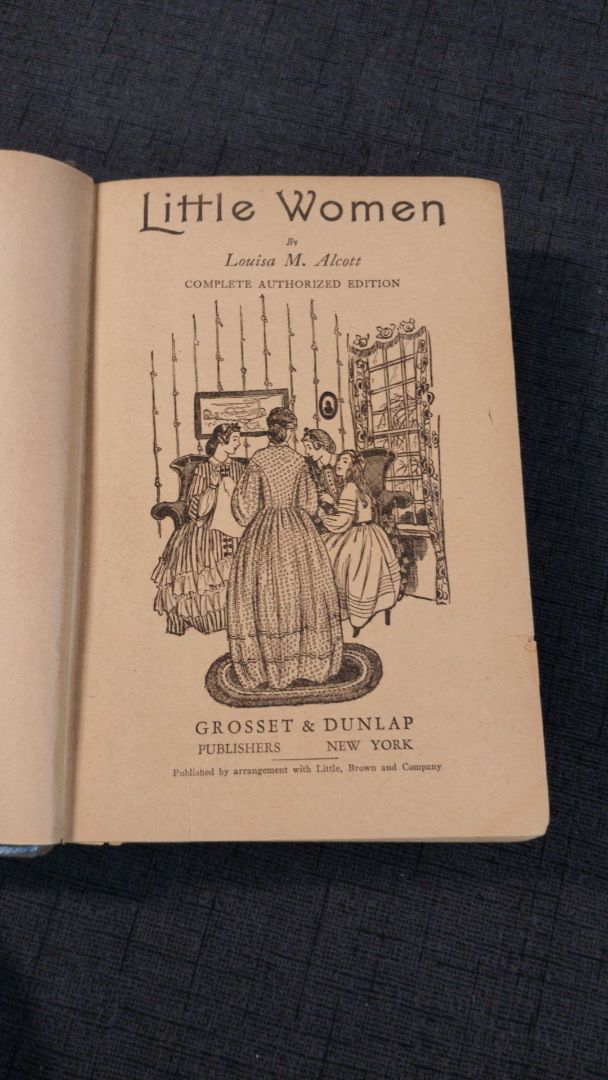 Little Women
By
Louisa M. Alcott
COMPLETE AUTHORIZED EDITION
GROSSET & DUNLAP
PUBLISHERS NEW YORK
Published by arrangement with Little, Brown and Company